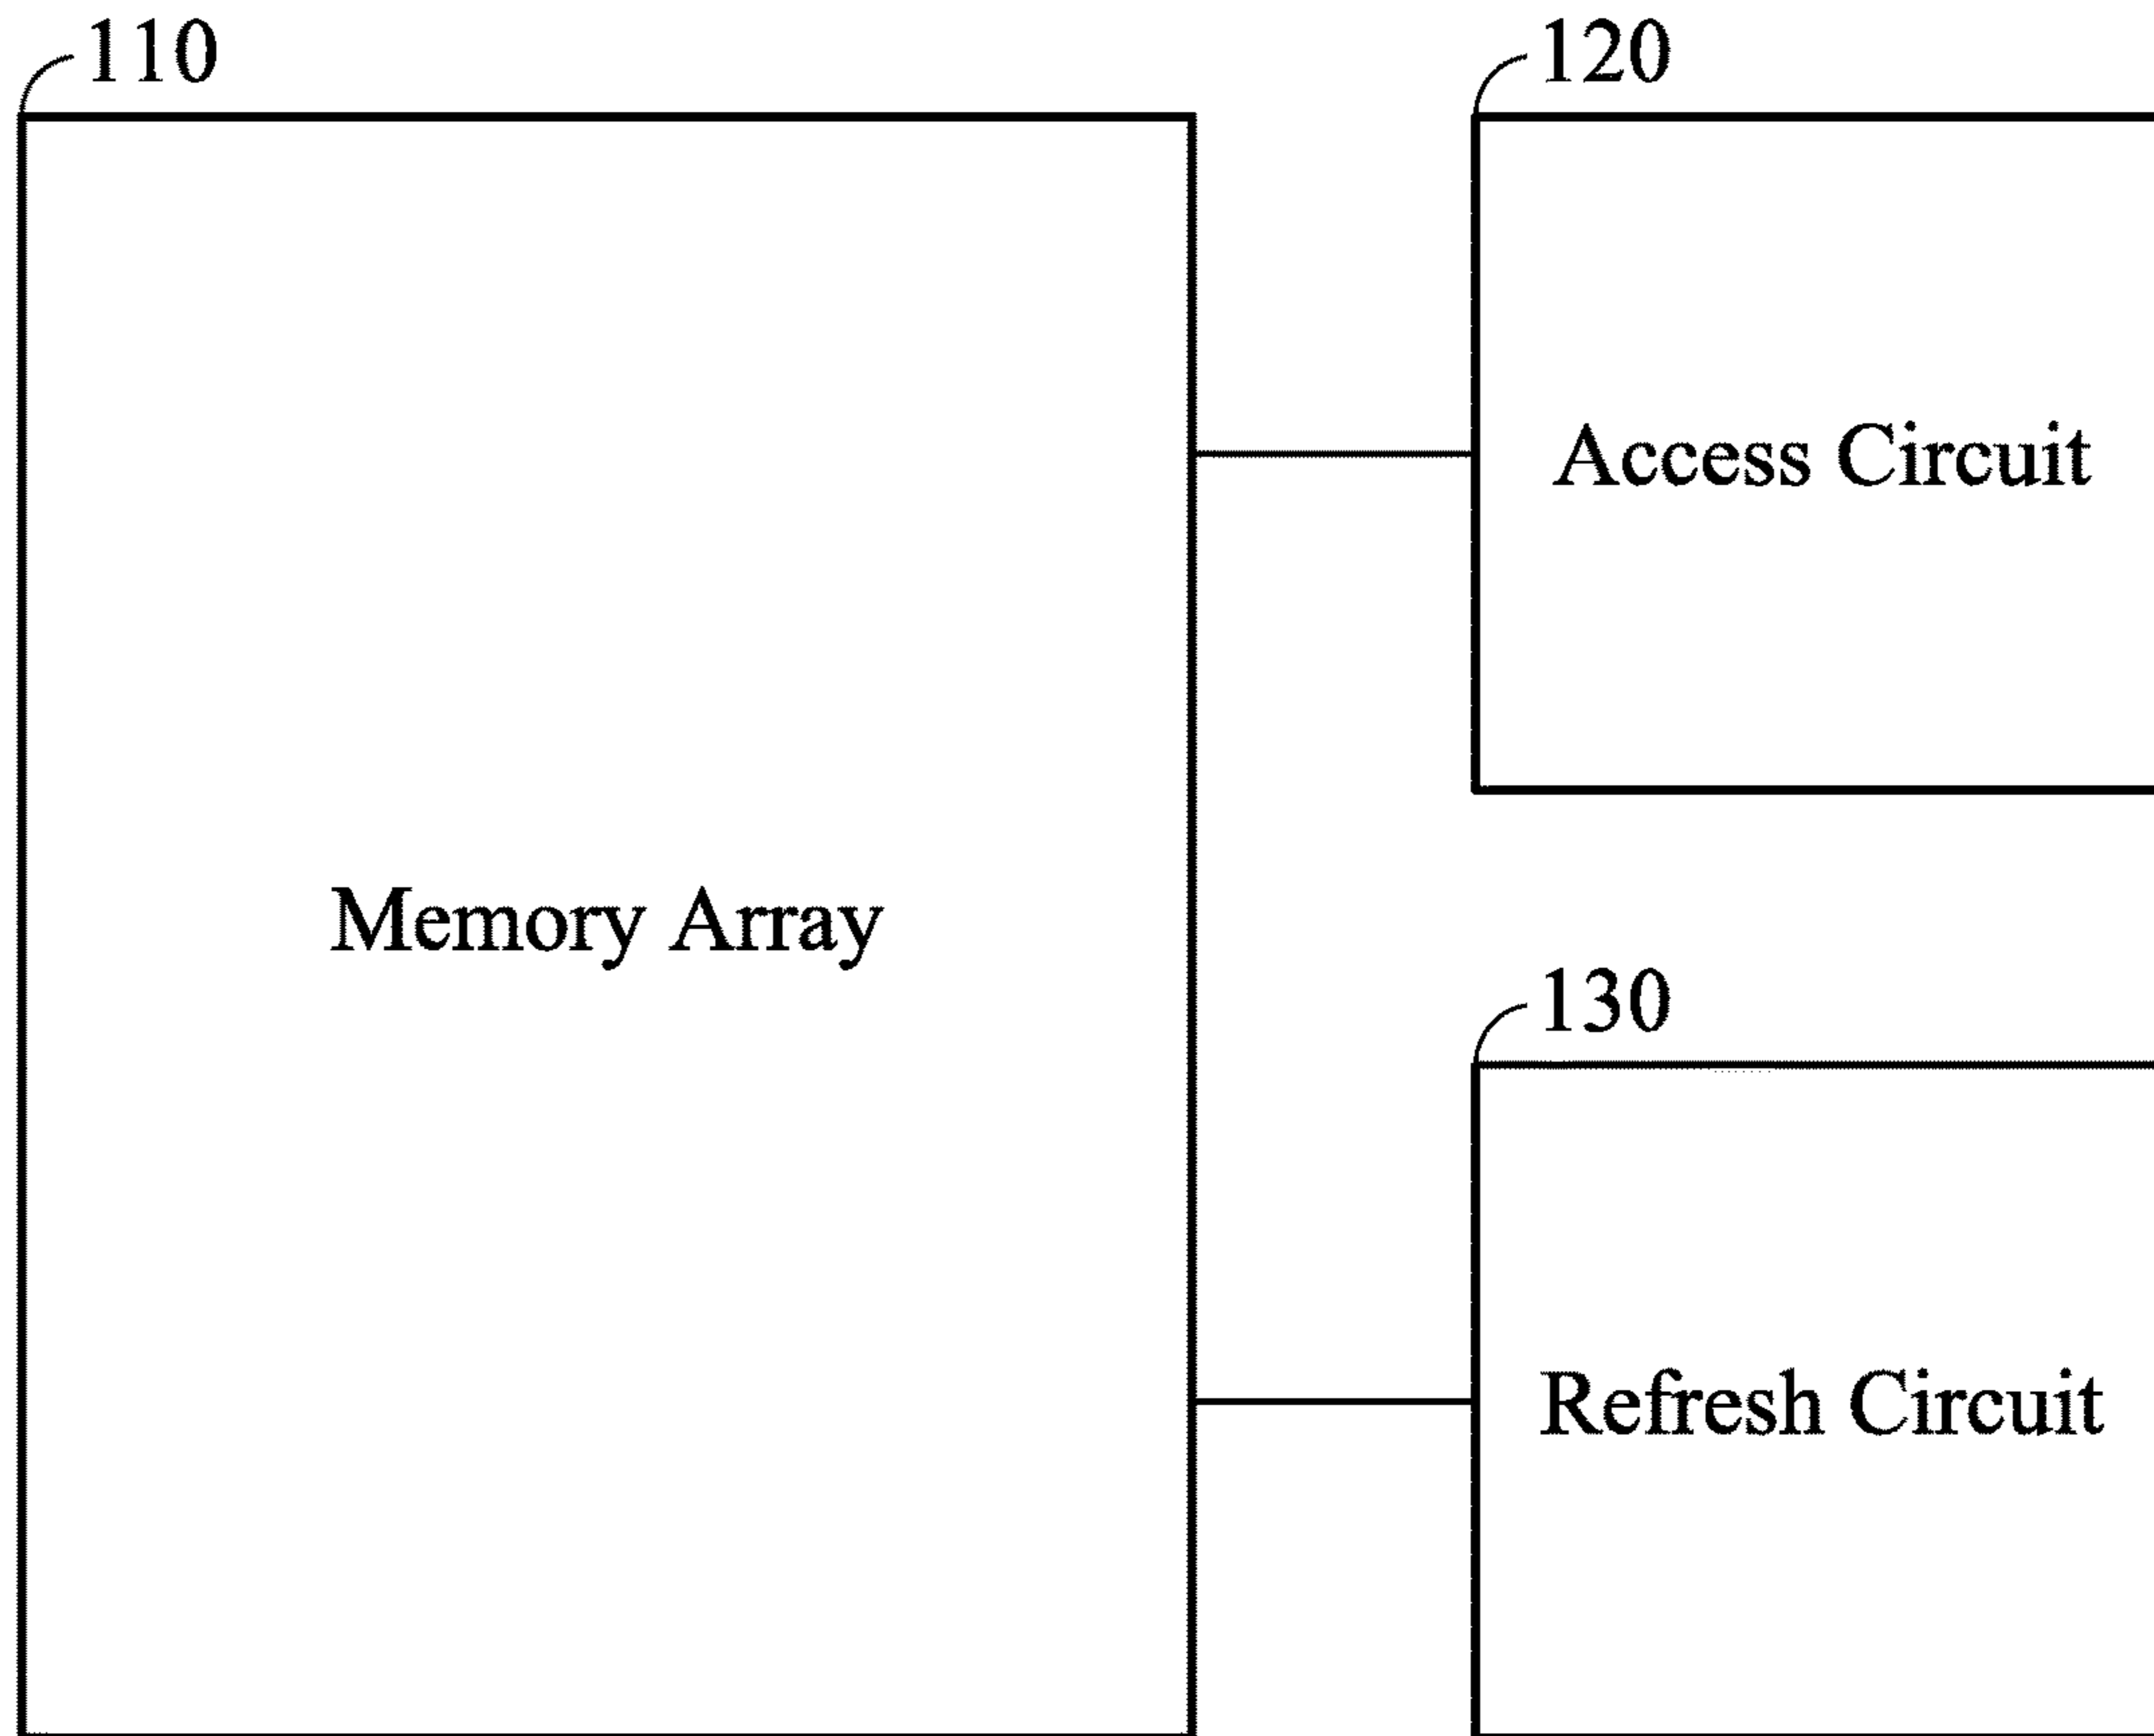 110
120
Access Circuit
Memory Array
130
Refresh Circuit